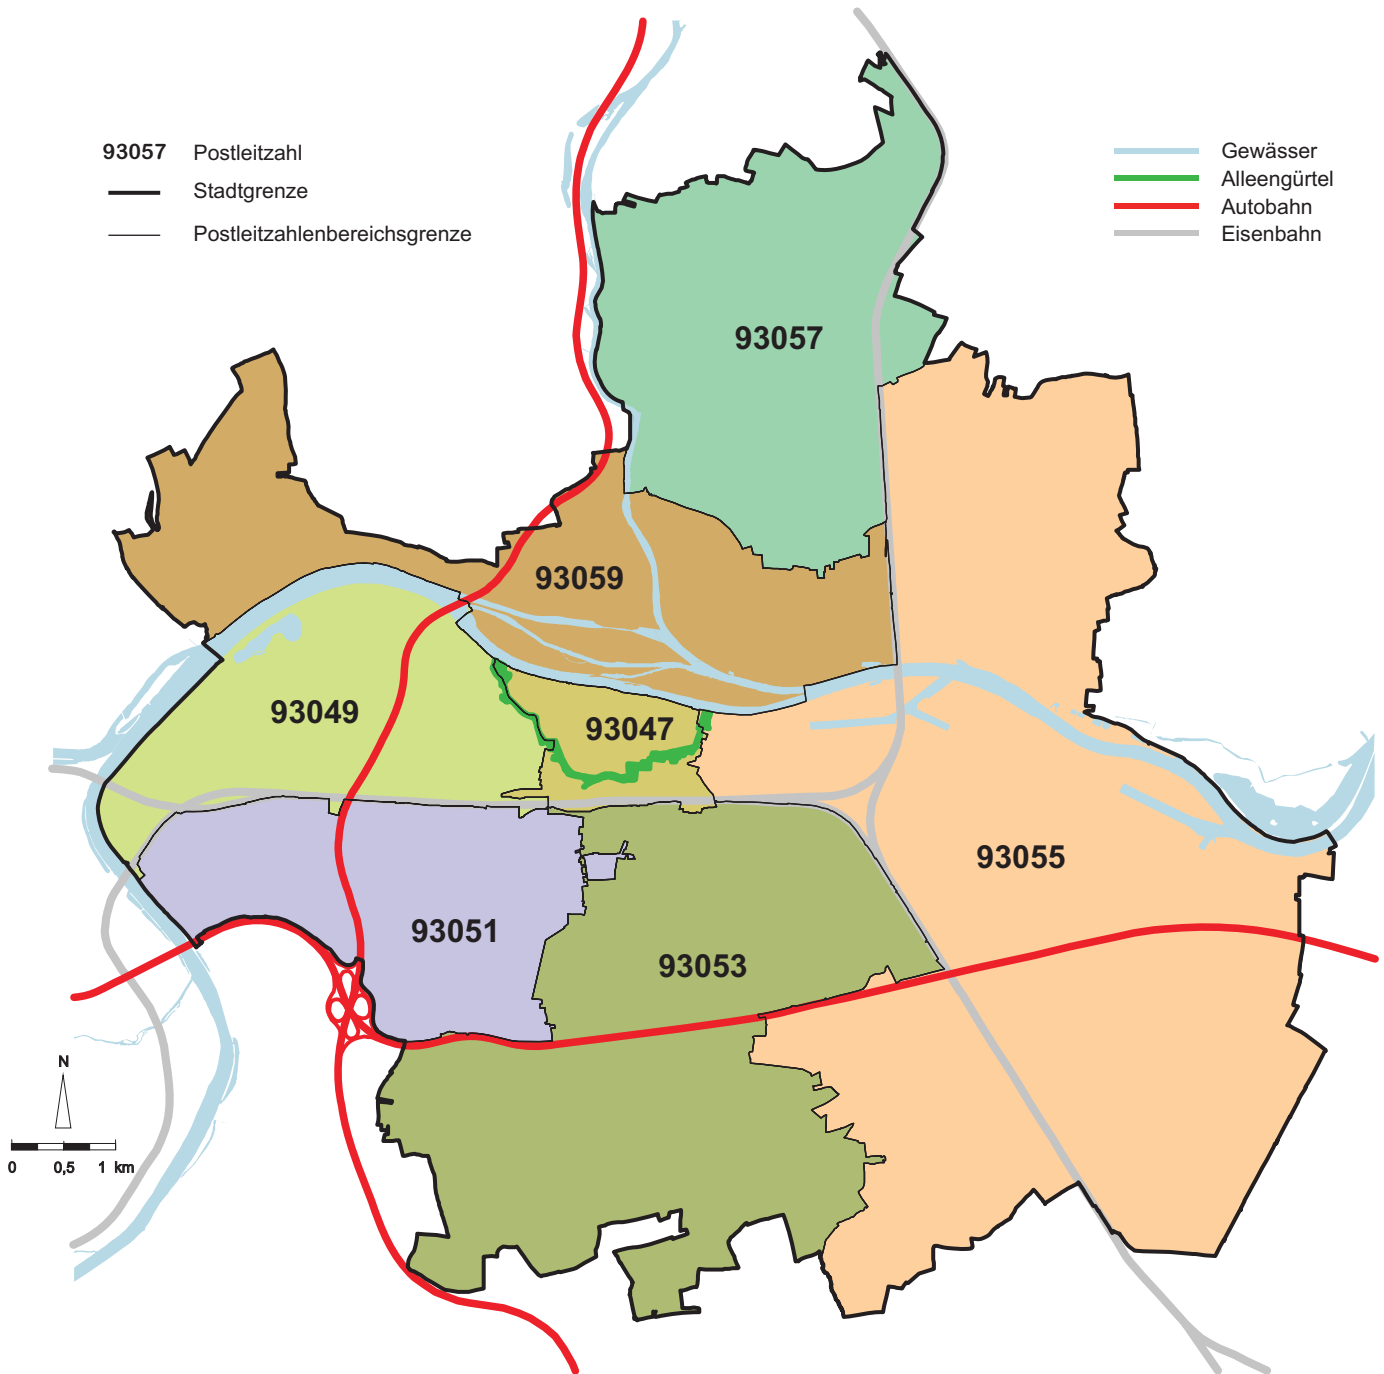 93057 Postleitzahl
Stadtgrenze
Postleitzahlenbereichsgrenze
Gewässer
Alleengürtel
Autobahn
Eisenbahn
93057
93059
93049
93047
93055
93051
93053
N
0 0,5 1 km